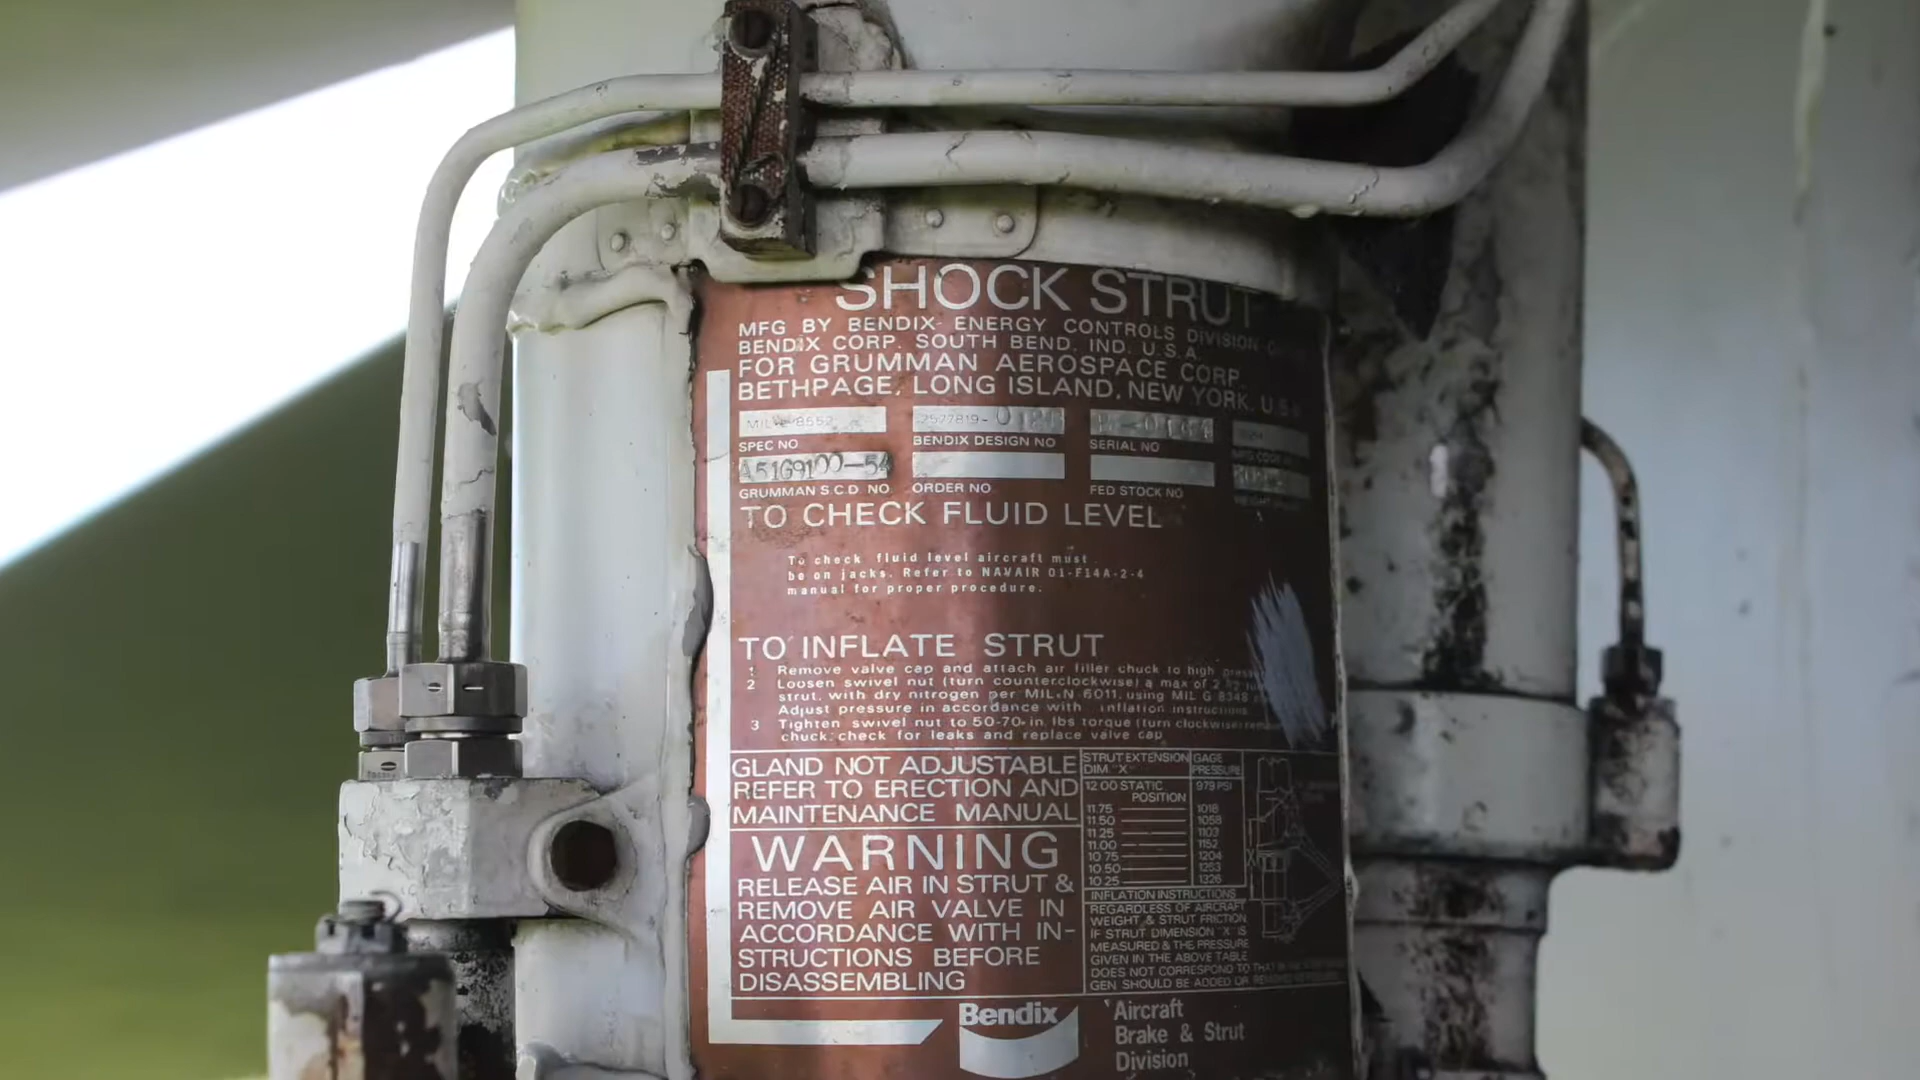 SHOCK STRUT
MFG BY BENDIX- ENERGY CONTROLS DIVISION
BENDIX CORP. SOUTH BEND. IND. U.S.A.
FOR GRUMMAN AEROSPACE CORP.
BETHPAGE, LONG ISLAND, NEW YORK. U.S.
SPEC NO BENDIX DESIGN NO SERIAL NO
A51G9100-54
GRUMMAN S.C.D. NO ORDER NO FED STOCK NO
TO CHECK FLUID LEVEL
To check fluid level aircraft must
be on jacks. Refer to NAVAIR 01-F14A-2-4
manual for proper procedure.
TO INFLATE STRUT
1 Remove valve cap and attach air filler chuck to high
2 Loosen swivel nut (turn counterclockwise) a max of 2
strut, with dry nitrogen per MIL-N 6011, using MIL G 8348
Adjust pressure in accordance with inflation instructions
3 Tighten swivel nut to 50-70 in. lbs torque (turn clockwise)
chuck; check for leaks and replace valve cap
GLAND NOT ADJUSTABLE
REFER TO ERECTION AND
MAINTENANCE MANUAL
WARNING
RELEASE AIR IN STRUT &
REMOVE AIR VALVE IN
ACCORDANCE WITH IN-
STRUCTIONS BEFORE
DISASSEMBLING
STRUT EXTENSION GAGE
DIM. "X" PRESSURE
12.00 STATIC 979 PSI
POSITION
11.75 1018
11.50 1058
11.25 1103
11.00 1152
10.75 1204
10.50 1263
10.25 1326
X
INFLATION INSTRUCTIONS
REGARDLESS OF AIRCRAFT
WEIGHT & STRUT FRICTION
IF STRUT DIMENSION "X" IS
MEASURED & THE PRESSURE
GIVEN IN THE ABOVE TABLE
DOES NOT CORRESPOND TO THAT
GEN SHOULD BE ADDED OR
Bendix
Aircraft
Brake & Strut
Division